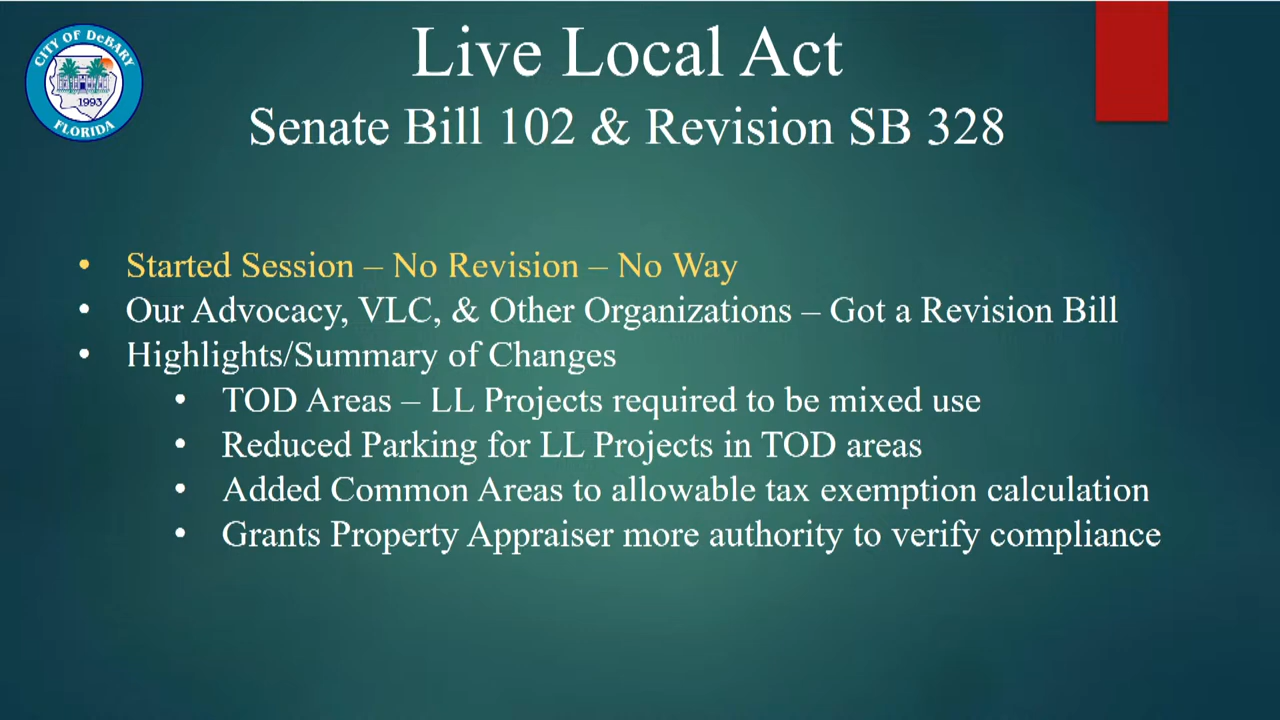 CITY OF DeBARY
1993
FLORIDA
Live Local Act
Senate Bill 102 & Revision SB 328
• Started Session – No Revision – No Way
• Our Advocacy, VLC, & Other Organizations – Got a Revision Bill
• Highlights/Summary of Changes
• TOD Areas – LL Projects required to be mixed use
• Reduced Parking for LL Projects in TOD areas
• Added Common Areas to allowable tax exemption calculation
• Grants Property Appraiser more authority to verify compliance